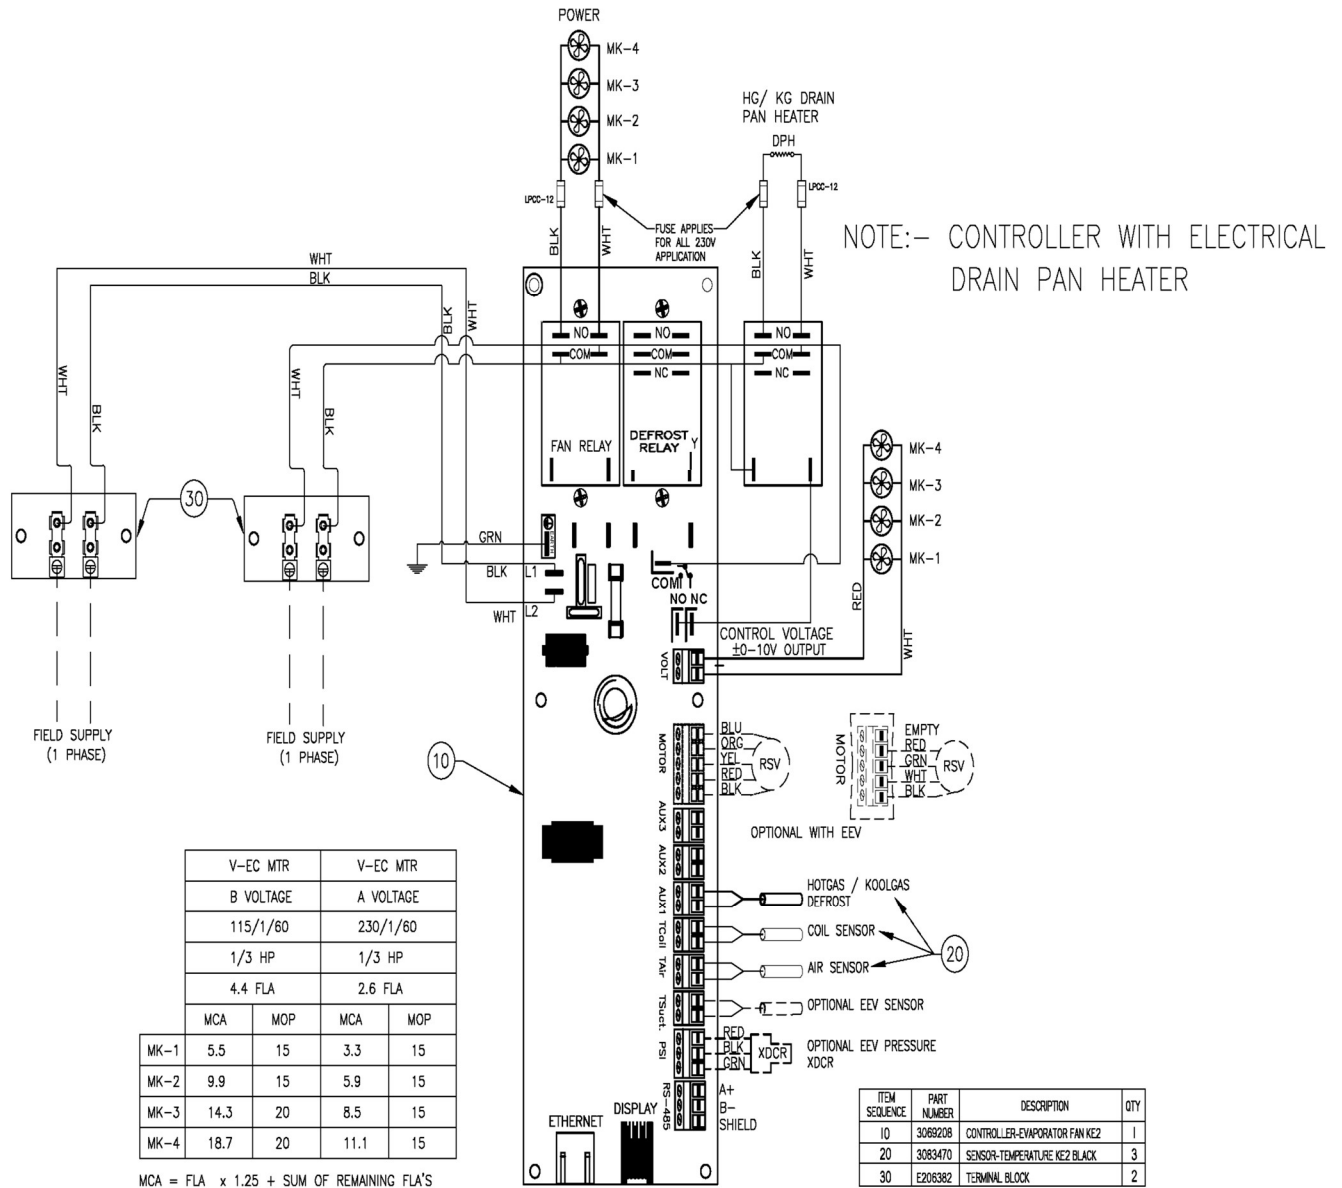 POWER
MK-4
MK-3
MK-2
MK-1
HG/ KG DRAIN
PAN HEATER
DPH
LPCC-12
LPCC-12
FUSE APPLIES
FOR ALL 230V
APPLICATION
BLK
WHT
BLK
WHT
NOTE:- CONTROLLER WITH ELECTRICAL
DRAIN PAN HEATER
WHT
BLK
BLK
WHT
WHT
BLK
WHT
BLK
NO
COM
FAN RELAY
NO
COM
NC
DEFROST
RELAY
Y
NO
COM
NC
MK-4
MK-3
MK-2
MK-1
RED
WHT
30
GRN
EARTH
BLK L1
WHT L2
COM
NO NC
CONTROL VOLTAGE
±0-10V OUTPUT
VOLT
FIELD SUPPLY
(1 PHASE)
FIELD SUPPLY
(1 PHASE)
10
MOTOR
BLU
ORG
YEL
RED
BLK
RSV
MOTOR
EMPTY
RED
GRN
WHT
BLK
RSV
OPTIONAL WITH EEV
AUX3
AUX2
AUX1
HOTGAS / KOOLGAS
DEFROST
TCoil
COIL SENSOR
20
TAir
AIR SENSOR
TSuct.
OPTIONAL EEV SENSOR
PSI
RED
BLK
GRN
XDCR
OPTIONAL EEV PRESSURE
XDCR
RS-485
A+
B-
SHIELD
ETHERNET
DISPLAY
V-EC MTR V-EC MTR
B VOLTAGE A VOLTAGE
115/1/60 230/1/60
1/3 HP 1/3 HP
4.4 FLA 2.6 FLA
MCA MOP MCA MOP
MK-1 5.5 15 3.3 15
MK-2 9.9 15 5.9 15
MK-3 14.3 20 8.5 15
MK-4 18.7 20 11.1 15
MCA = FLA x 1.25 + SUM OF REMAINING FLA'S
ITEM SEQUENCE PART NUMBER DESCRIPTION QTY
10 3069208 CONTROLLER-EVAPORATOR FAN KE2 1
20 3083470 SENSOR-TEMPERATURE KE2 BLACK 3
30 E206382 TERMINAL BLOCK 2